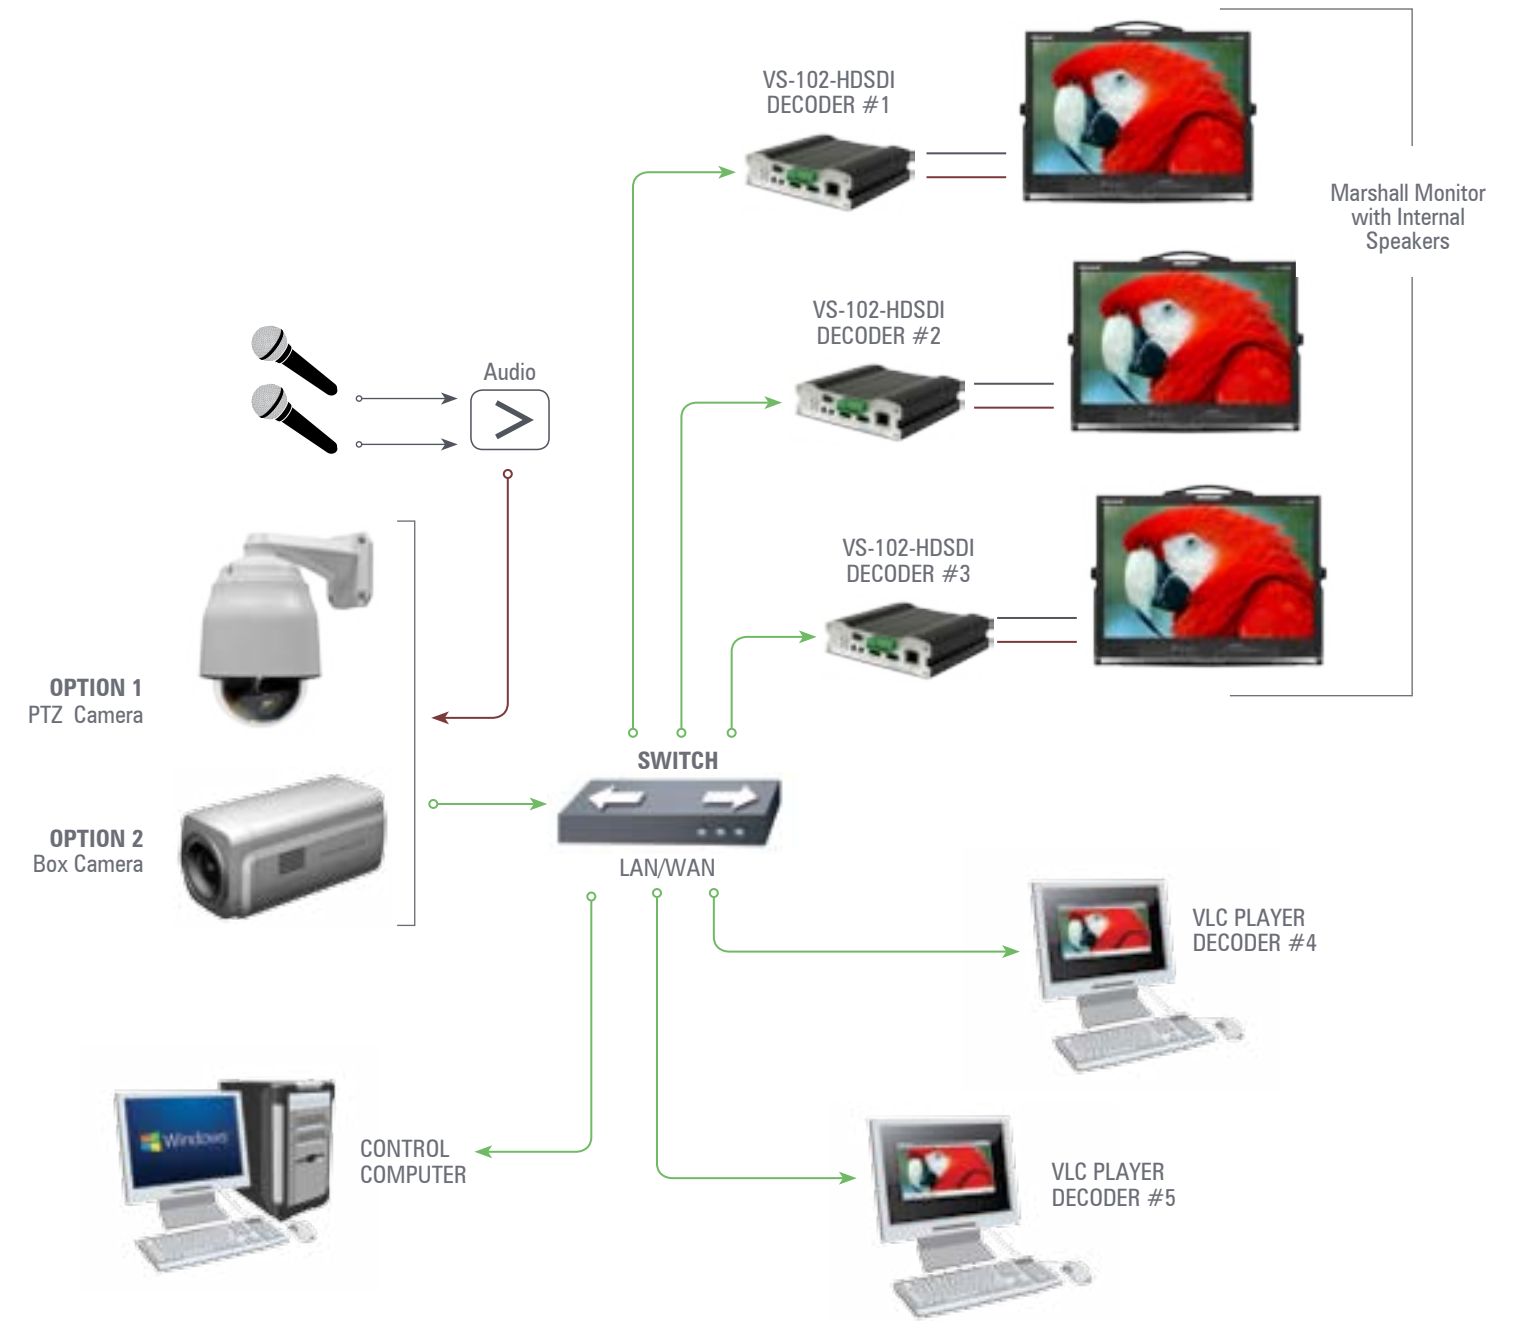 VS-102-HDSDI
DECODER #1
Marshall Monitor
with Internal
Speakers
VS-102-HDSDI
DECODER #2
Audio
VS-102-HDSDI
DECODER #3
OPTION 1
PTZ Camera
SWITCH
OPTION 2
Box Camera
LAN/WAN
VLC PLAYER
DECODER #4
Windows
CONTROL
COMPUTER
VLC PLAYER
DECODER #5